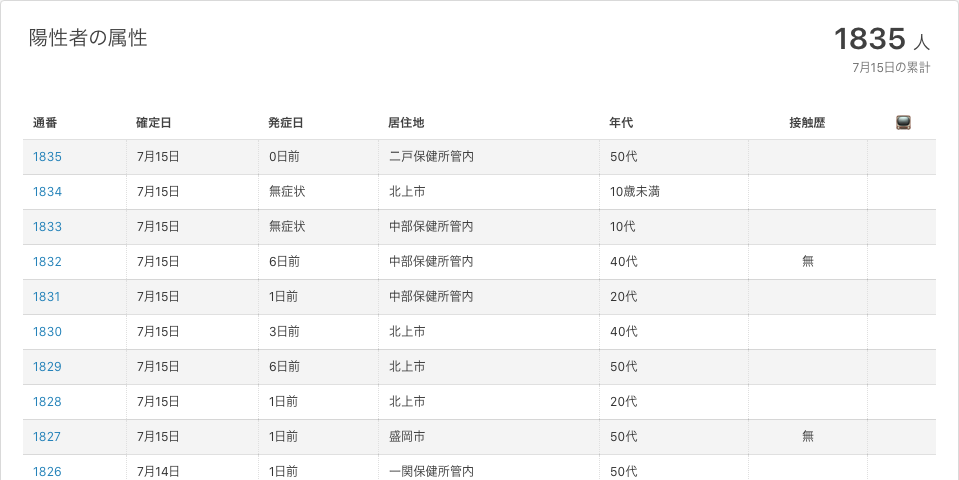 陽性者の属性
1835 人
7月15日の累計
通番 確定日 発症日 居住地 年代 接触歴
1835 7月15日 0日前 二戸保健所管内 50代
1834 7月15日 無症状 北上市 10歳未満
1833 7月15日 無症状 中部保健所管内 10代
1832 7月15日 6日前 中部保健所管内 40代 無
1831 7月15日 1日前 中部保健所管内 20代
1830 7月15日 3日前 北上市 40代
1829 7月15日 6日前 北上市 50代
1828 7月15日 1日前 北上市 20代
1827 7月15日 1日前 盛岡市 50代 無
1826 7月14日 1日前 一関保健所管内 50代